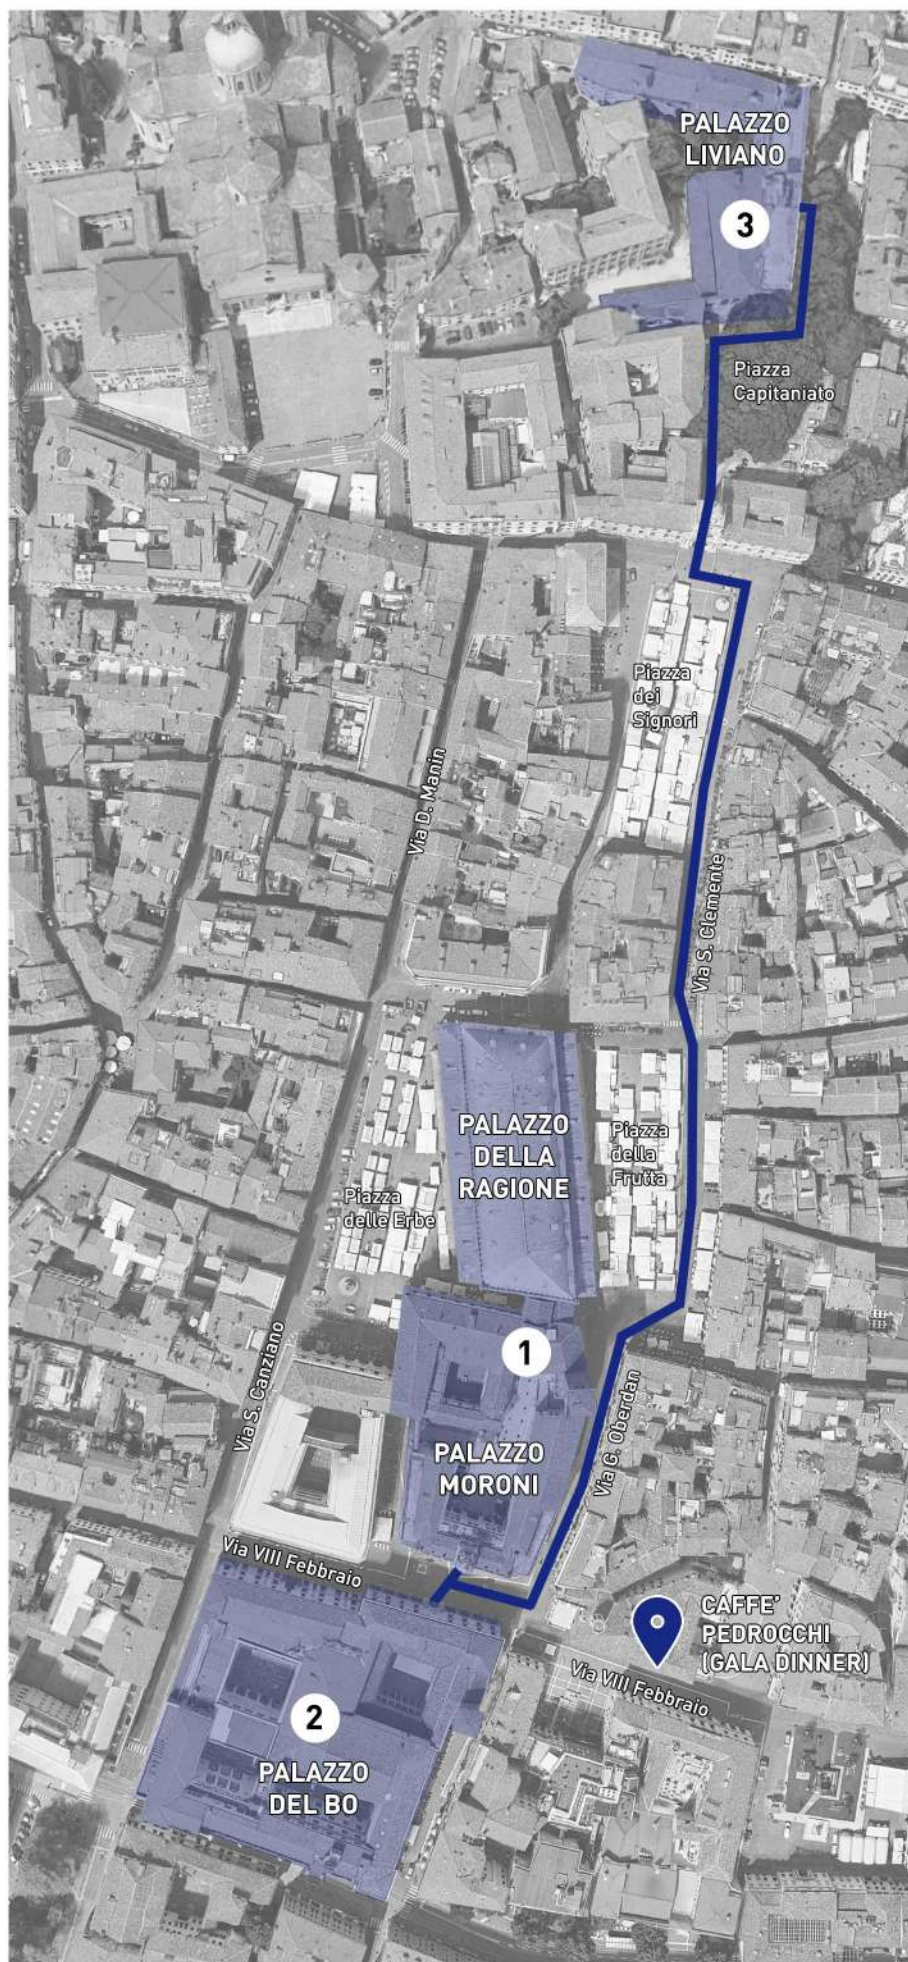 PALAZZO
LIVIANO
3
Piazza
Capitaniato
Piazza
dei
Signori
Via D. Manin
Via S. Clemente
PALAZZO
DELLA
RAGIONE
Piazza
della
Frutta
Piazza
delle Erbe
1
Via S. Canziano
Via G. Oberdan
PALAZZO
MORONI
Via VIII Febbraio
CAFFE'
PEDROCCHI
(GALA DINNER)
Via VIII Febbraio
2
PALAZZO
DEL BO